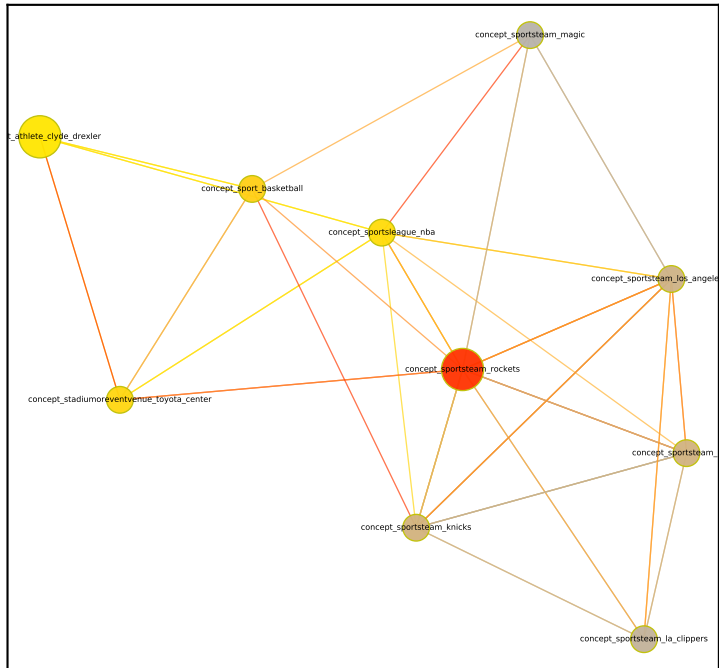 concept_sportsteam_magic
t_athlete_clyde_drexler
concept_sport_basketball
concept_sportsleague_nba
concept_sportsteam_los_angele
concept_sportsteam_rockets
concept_stadiumoreventvenue_toyota_center
concept_sportsteam_
concept_sportsteam_knicks
concept_sportsteam_la_clippers